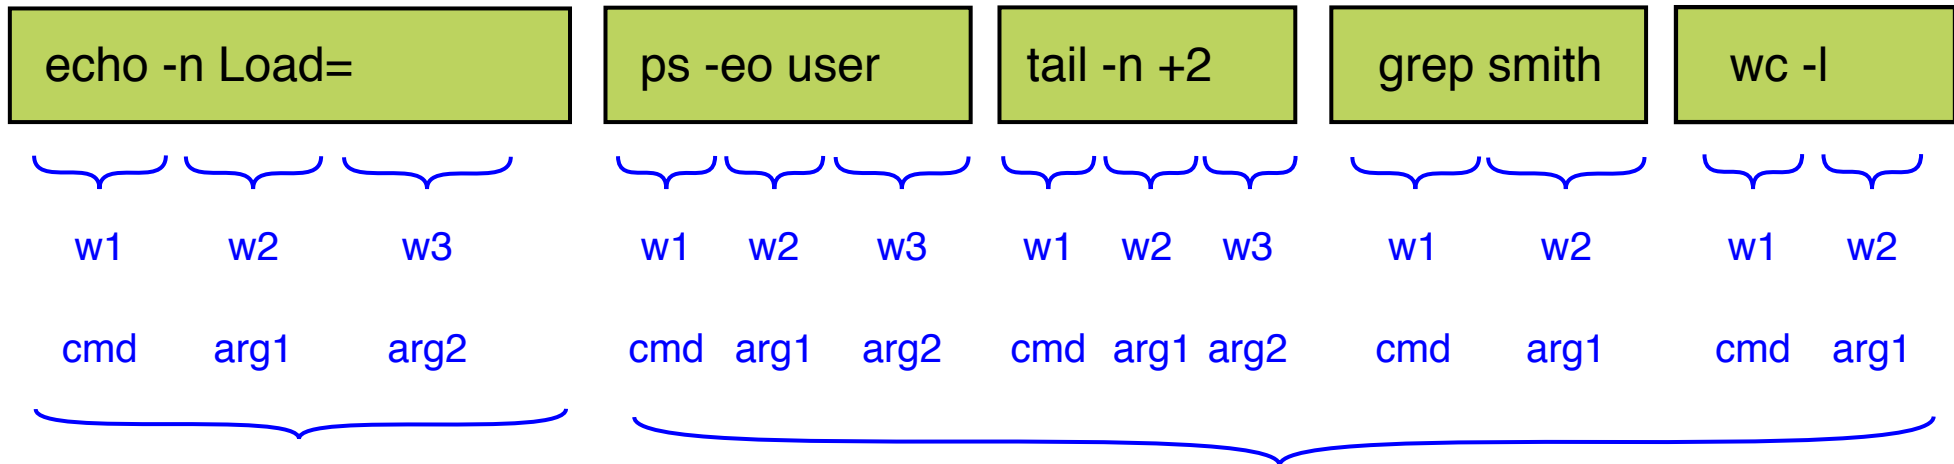 echo -n Load= ps -eo user tail -n +2 grep smith wc -l
w1 w2 w3 w1 w2 w3 w1 w2 w3 w1 w2 w1 w2
cmd arg1 arg2 cmd arg1 arg2 cmd arg1 arg2 cmd arg1 cmd arg1